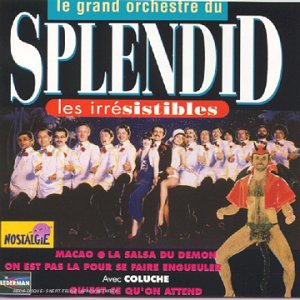 le grand orchestre du
SPLENDID
les irrésistibles
NOSTALGIE
MACAO LA SALSA DU DEMON
ON EST PAS LA POUR SE FAIRE ENGUEULER
Avec COLUCHE
QU'EST-CE QU'ON ATTEND
LEDERMAN